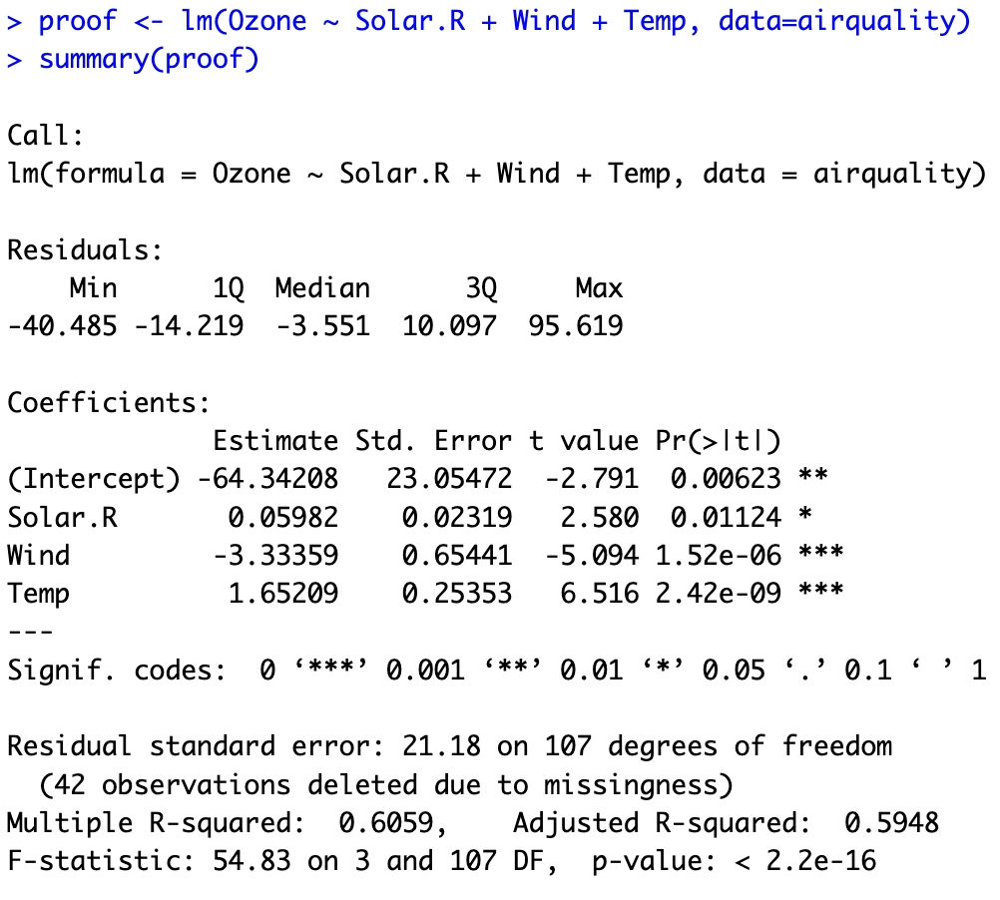 > proof <- lm(Ozone ~ Solar.R + Wind + Temp, data=airquality)
> summary(proof)

Call:
lm(formula = Ozone ~ Solar.R + Wind + Temp, data = airquality)

Residuals:
    Min      1Q  Median      3Q     Max
-40.485 -14.219  -3.551  10.097  95.619

Coefficients:
             Estimate Std. Error t value Pr(>|t|)
(Intercept) -64.34208   23.05472  -2.791  0.00623 **
Solar.R       0.05982    0.02319   2.580  0.01124 *
Wind         -3.33359    0.65441  -5.094 1.52e-06 ***
Temp          1.65209    0.25353   6.516 2.42e-09 ***
---
Signif. codes:  0 ‘***’ 0.001 ‘**’ 0.01 ‘*’ 0.05 ‘.’ 0.1 ‘ ’ 1

Residual standard error: 21.18 on 107 degrees of freedom
  (42 observations deleted due to missingness)
Multiple R-squared:  0.6059,    Adjusted R-squared:  0.5948
F-statistic: 54.83 on 3 and 107 DF,  p-value: < 2.2e-16